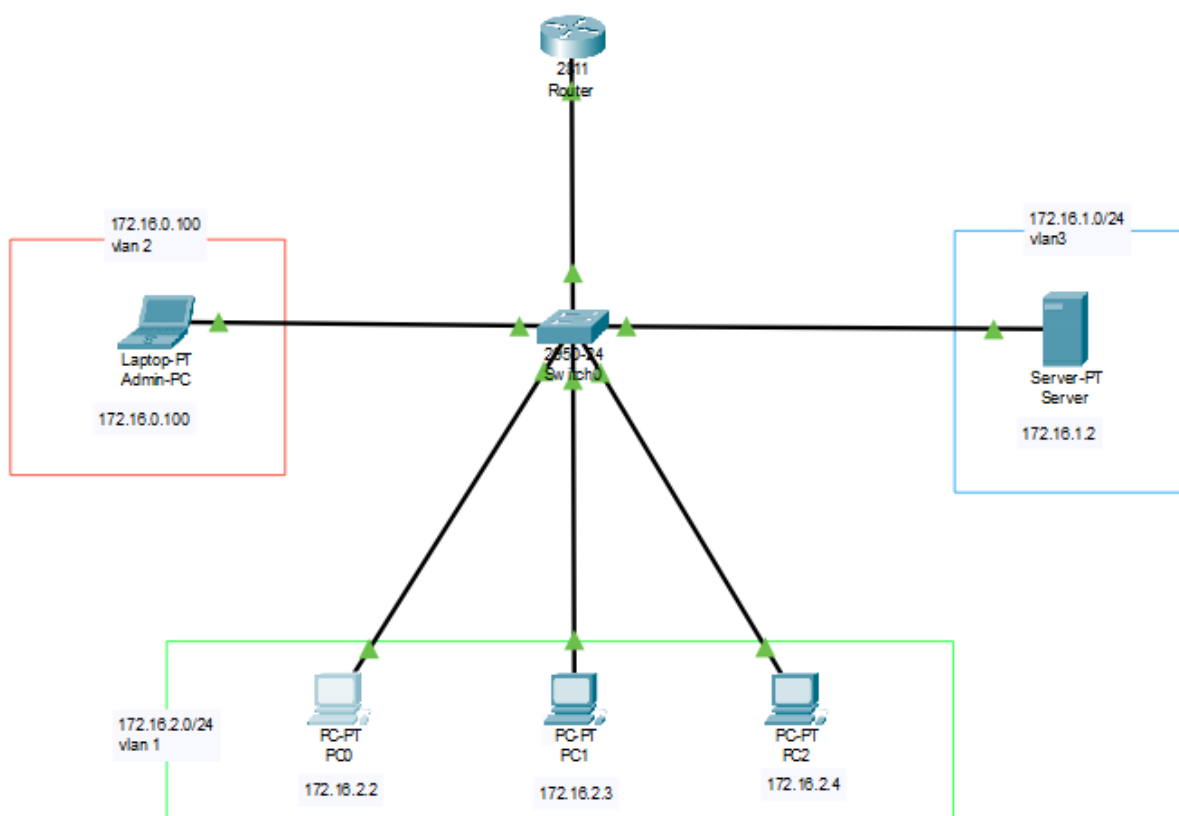 2811
Router
172.16.0.100
vlan 2
172.16.1.0/24
vlan3
Laptop-PT
Admin-PC
172.16.0.100
2950-24
Switch0
Server-PT
Server
172.16.1.2
172.16.2.0/24
vlan 1
PC-PT
PC0
172.16.2.2
PC-PT
PC1
172.16.2.3
PC-PT
PC2
172.16.2.4